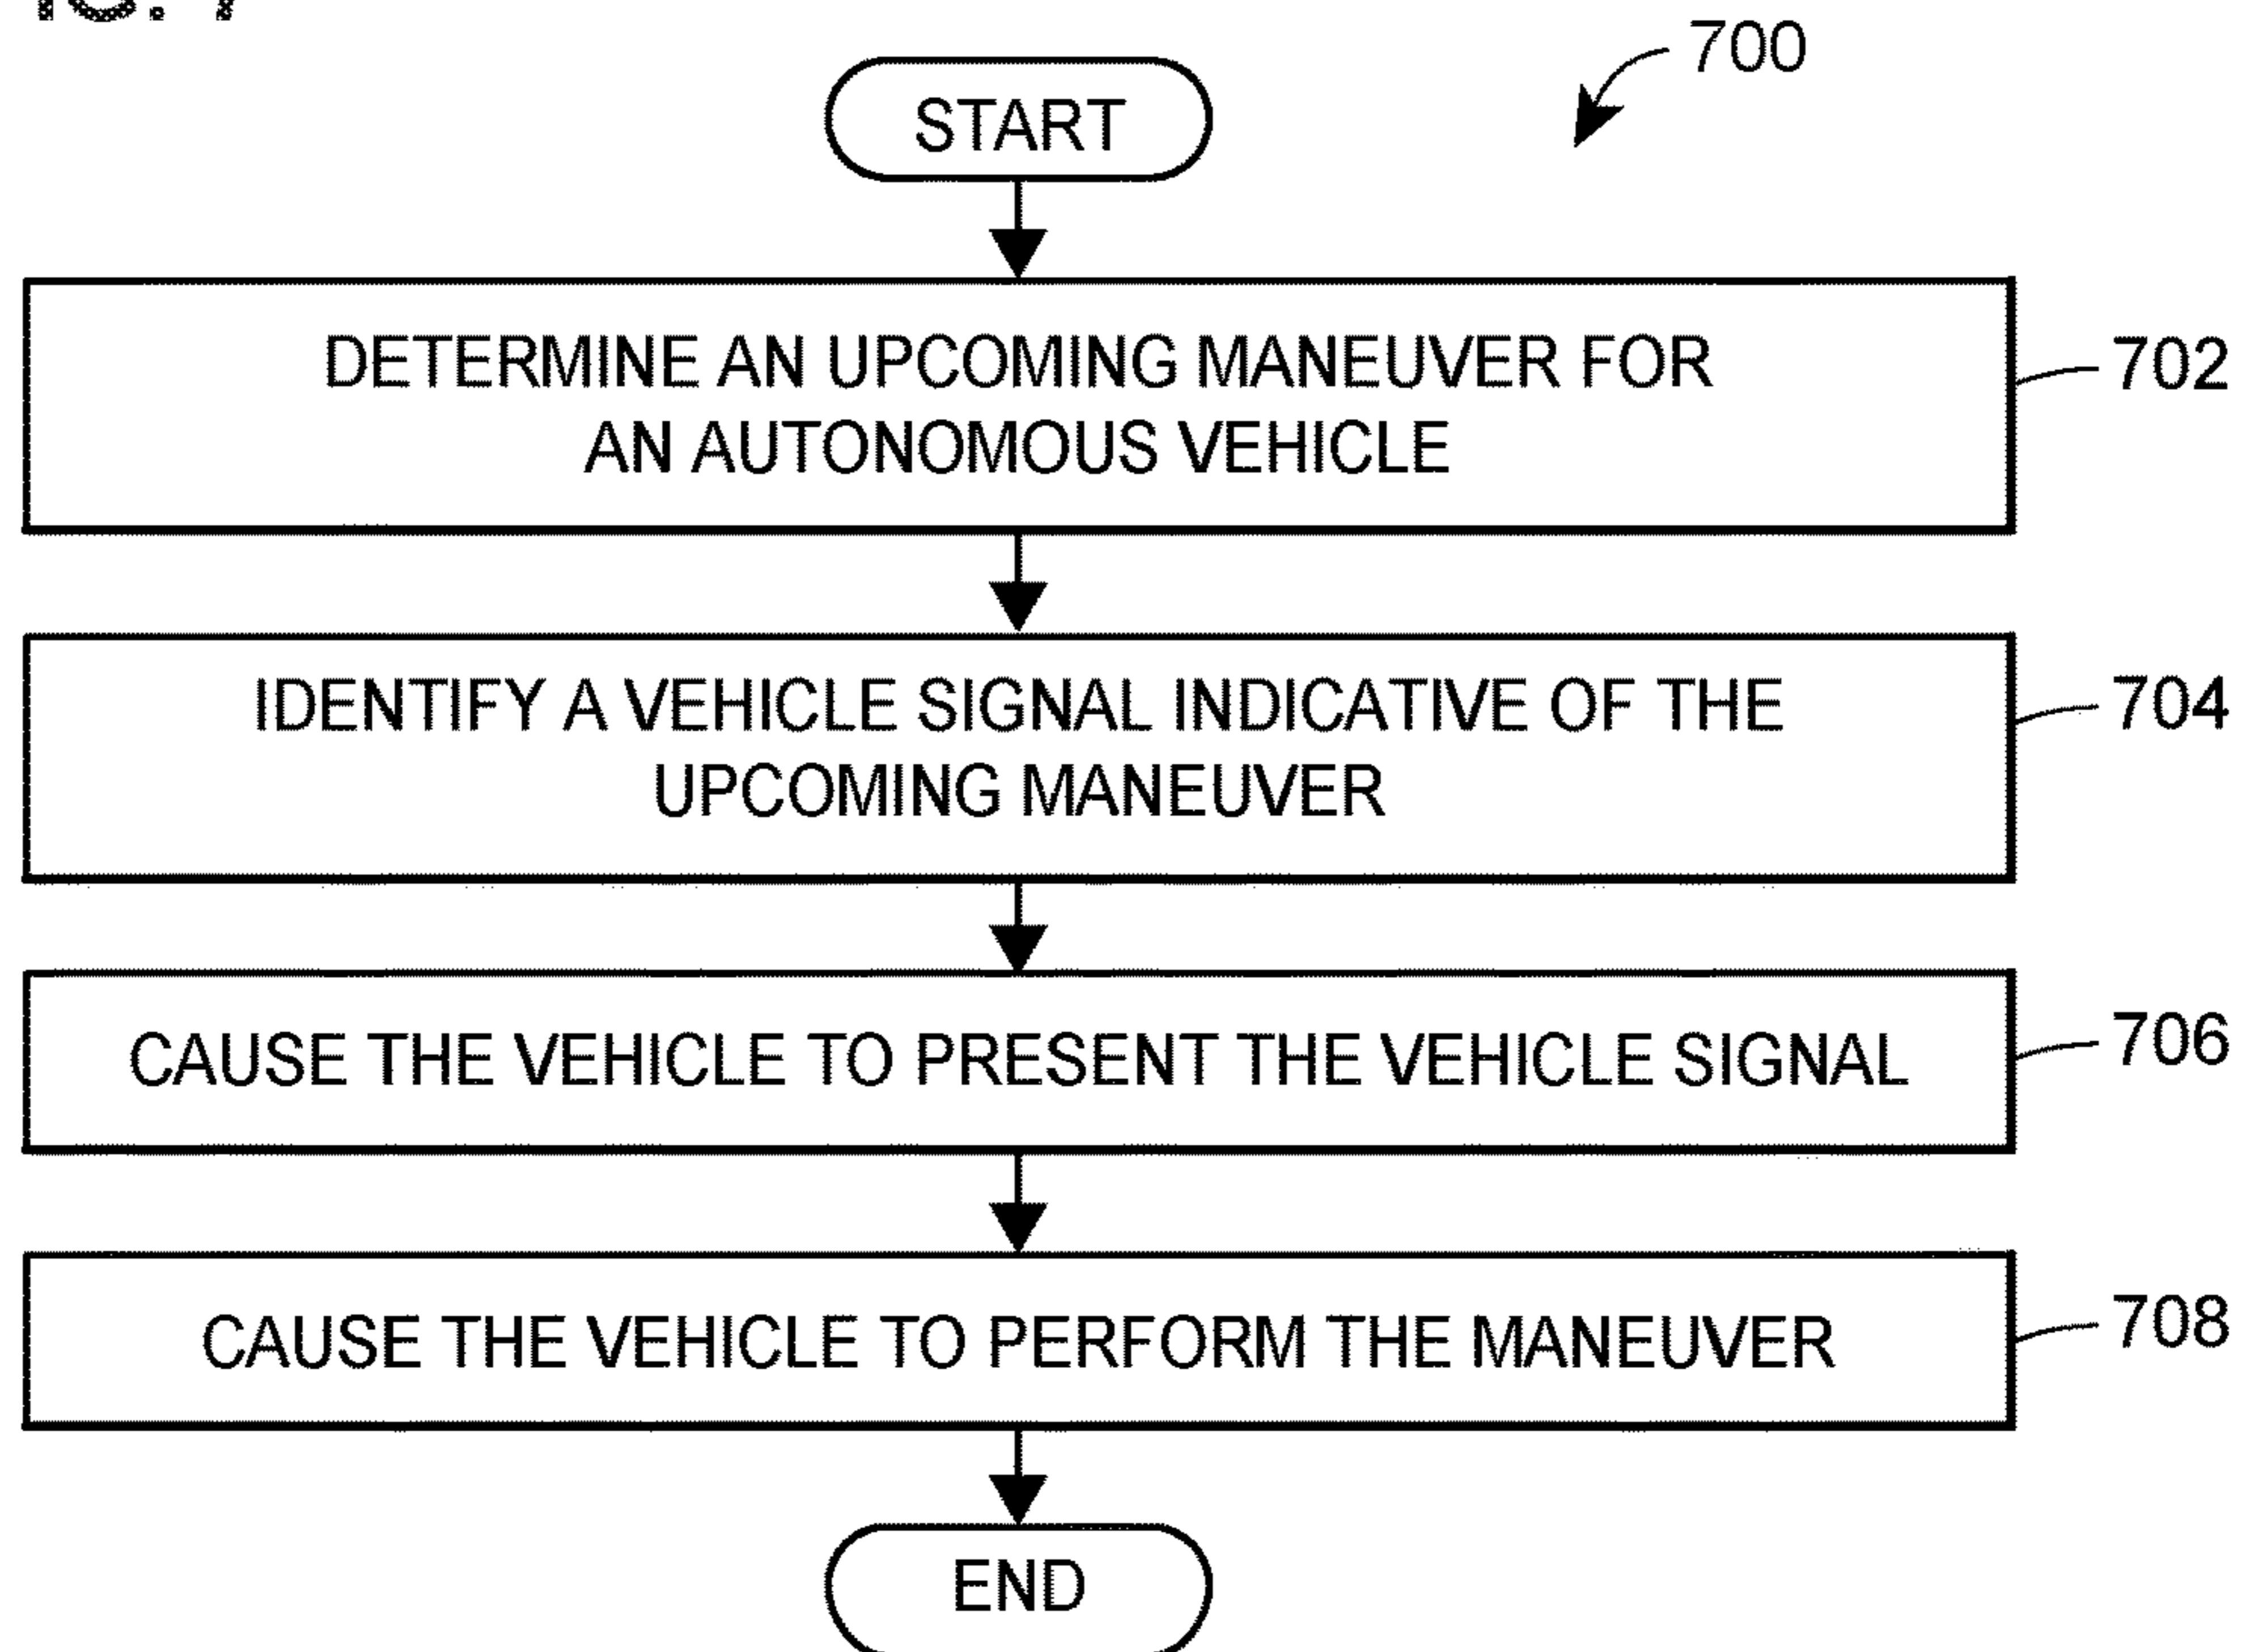 700
START
DETERMINE AN UPCOMING MANEUVER FOR
AN AUTONOMOUS VEHICLE
702
IDENTIFY A VEHICLE SIGNAL INDICATIVE OF THE
UPCOMING MANEUVER
704
CAUSE THE VEHICLE TO PRESENT THE VEHICLE SIGNAL
706
CAUSE THE VEHICLE TO PERFORM THE MANEUVER
708
END